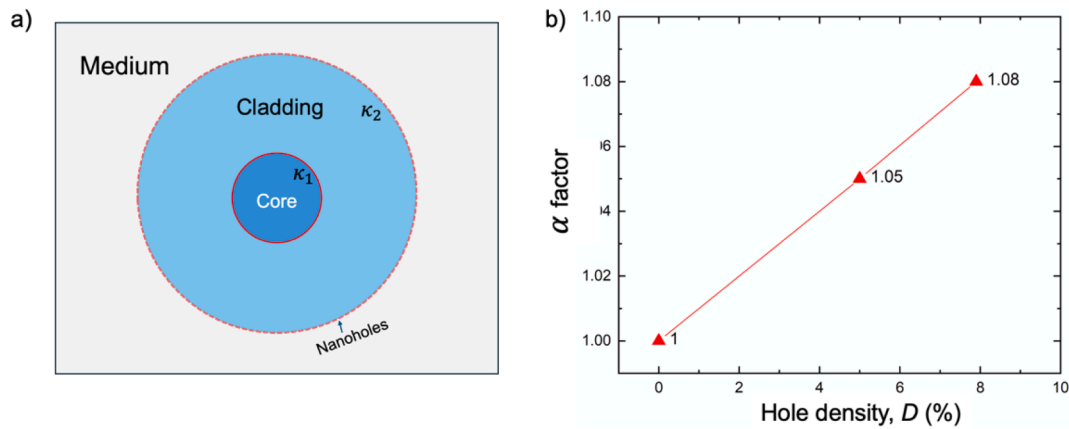 a)
Medium
Cladding
κ₂
κ₁
Core
Nanoholes
b)
1.10
1.08
1.08
1.05
1.02
1.00
1
0 2 4 6 8 10
α factor
Hole density, D (%)